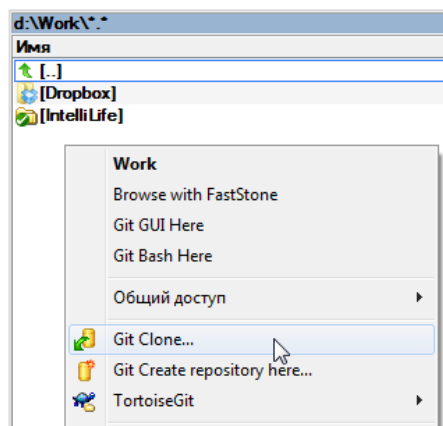 d:\Work\*.*
Имя
[..]
[Dropbox]
[IntelliLife]
Work
Browse with FastStone
Git GUI Here
Git Bash Here
Общий доступ
Git Clone...
Git Create repository here...
TortoiseGit